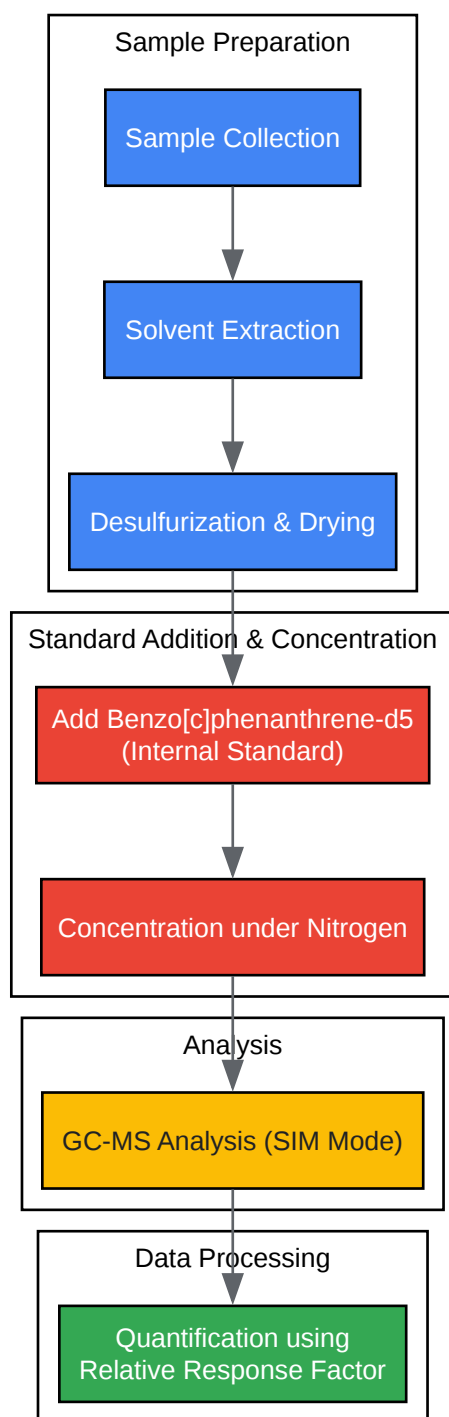 Sample Preparation
Sample Collection
Solvent Extraction
Desulfurization & Drying
Standard Addition & Concentration
Add Benzo[c]phenanthrene-d5
(Internal Standard)
Concentration under Nitrogen
Analysis
GC-MS Analysis (SIM Mode)
Data Processing
Quantification using
Relative Response Factor